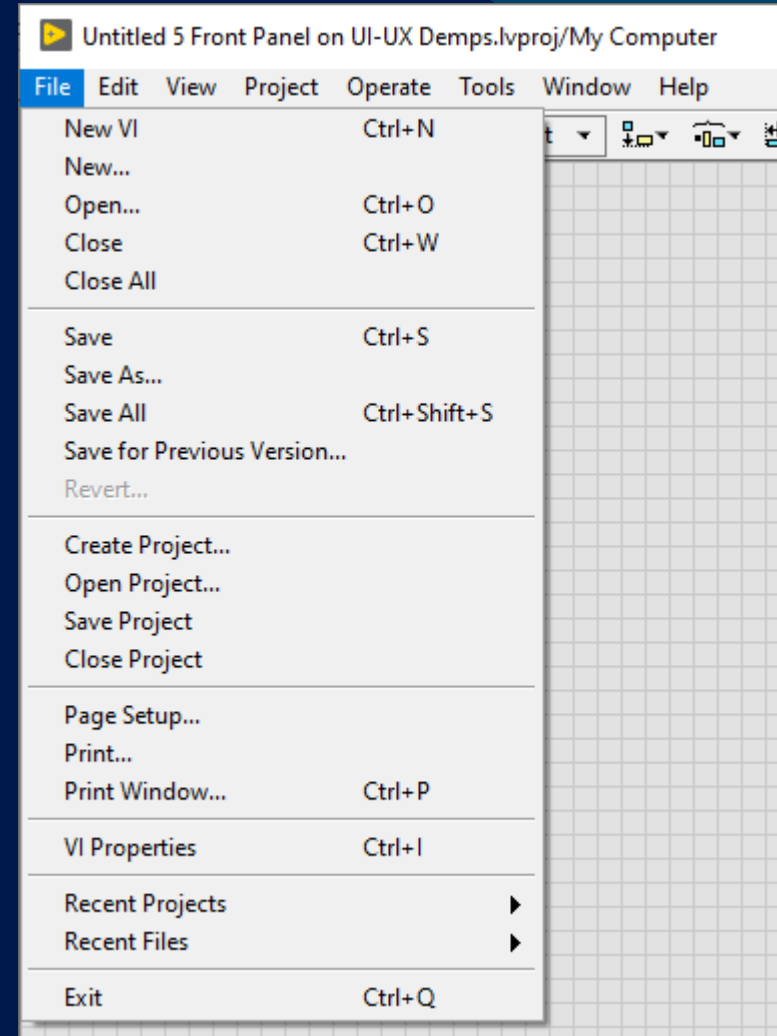 Untitled 5 Front Panel on UI-UX Demps.lvproj/My Computer
File Edit View Project Operate Tools Window Help
New VI Ctrl+N
New...
Open... Ctrl+O
Close Ctrl+W
Close All
Save Ctrl+S
Save As...
Save All Ctrl+Shift+S
Save for Previous Version...
Revert...
Create Project...
Open Project...
Save Project
Close Project
Page Setup...
Print...
Print Window... Ctrl+P
VI Properties Ctrl+I
Recent Projects
Recent Files
Exit Ctrl+Q